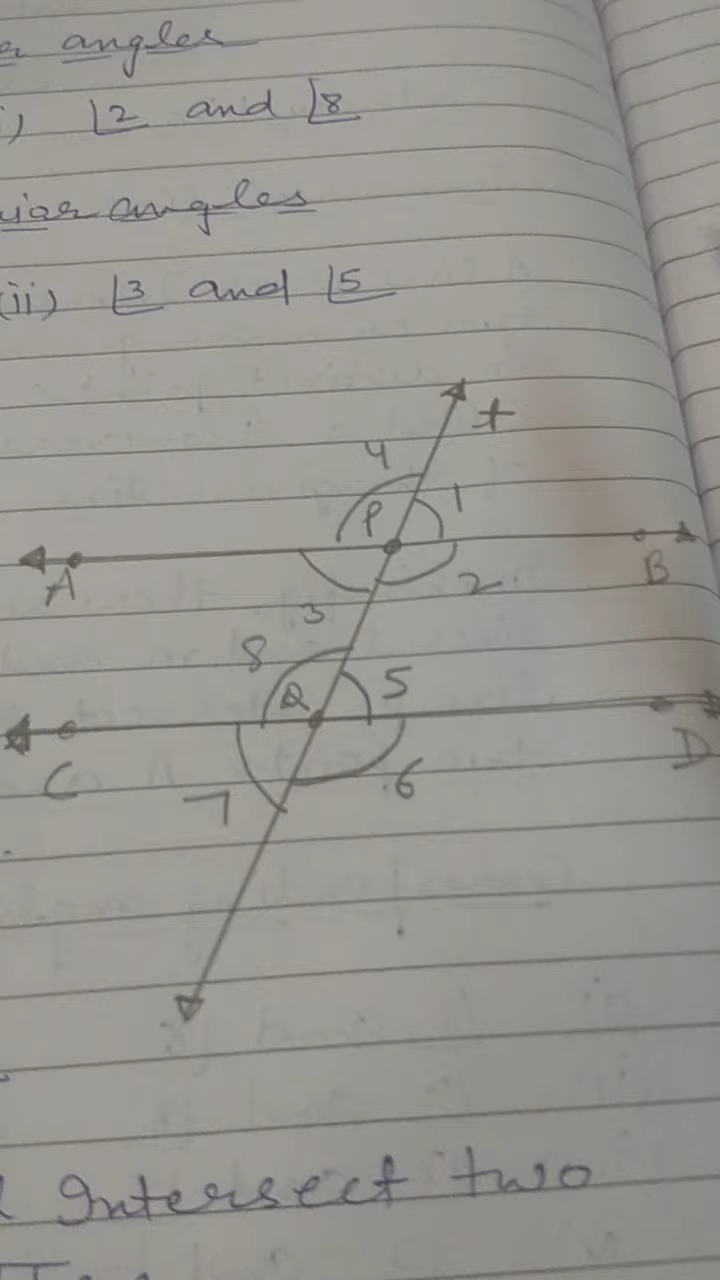 angles
∠2 and ∠8
angles
(ii) ∠3 and ∠5
t
4
P 1
A B
3 2
8
Q 5
C D
7 6
Intersect two